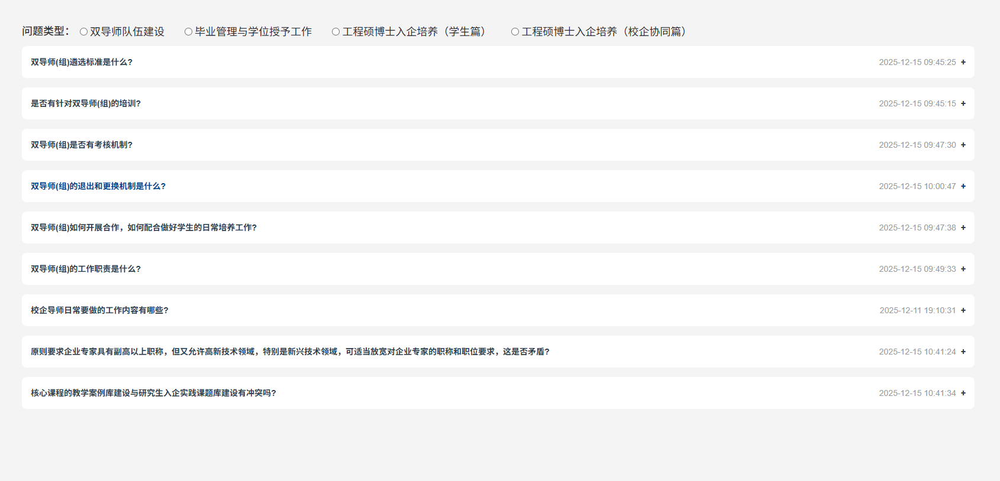 问题类型： 双导师队伍建设 毕业管理与学位授予工作 工程硕博士入企培养（学生篇） 工程硕博士入企培养（校企协同篇）
双导师(组)遴选标准是什么? 2025-12-15 09:45:25 +
是否有针对双导师(组)的培训? 2025-12-15 09:45:15 +
双导师(组)是否有考核机制? 2025-12-15 09:47:30 +
双导师(组)的退出和更换机制是什么? 2025-12-15 10:00:47 +
双导师(组)如何开展合作，如何配合做好学生的日常培养工作? 2025-12-15 09:47:38 +
双导师(组)的工作职责是什么? 2025-12-15 09:49:33 +
校企导师日常要做的工作内容有哪些? 2025-12-11 19:10:31 +
原则要求企业专家具有副高以上职称，但又允许高新技术领域，特别是新兴技术领域，可适当放宽对企业专家的职称和职位要求，这是否矛盾? 2025-12-15 10:41:24 +
核心课程的教学案例库建设与研究生入企实践课题库建设有冲突吗? 2025-12-15 10:41:34 +